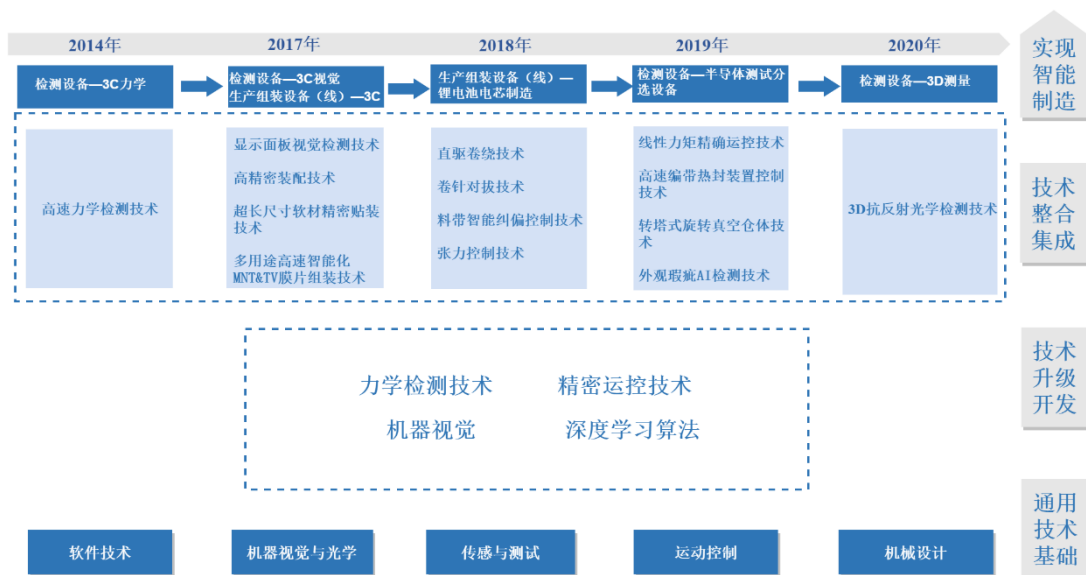 2014年
2017年
2018年
2019年
2020年
实现
智能
制造
检测设备—3C力学
检测设备—3C视觉
生产组装设备（线）—3C
生产组装设备（线）—
锂电池电芯制造
检测设备—半导体测试分
选设备
检测设备—3D测量
高速力学检测技术
显示面板视觉检测技术
高精密装配技术
超长尺寸软材精密贴装
技术
多用途高速智能化
MNT&TV膜片组装技术
直驱卷绕技术
卷针对拔技术
料带智能纠偏控制技术
张力控制技术
线性力矩精确运控技术
高速编带热封装置控制
技术
转塔式旋转真空仓体技
术
外观瑕疵AI检测技术
3D抗反射光学检测技术
技术
整合
集成
力学检测技术
精密运控技术
机器视觉
深度学习算法
技术
升级
开发
软件技术
机器视觉与光学
传感与测试
运动控制
机械设计
通用
技术
基础